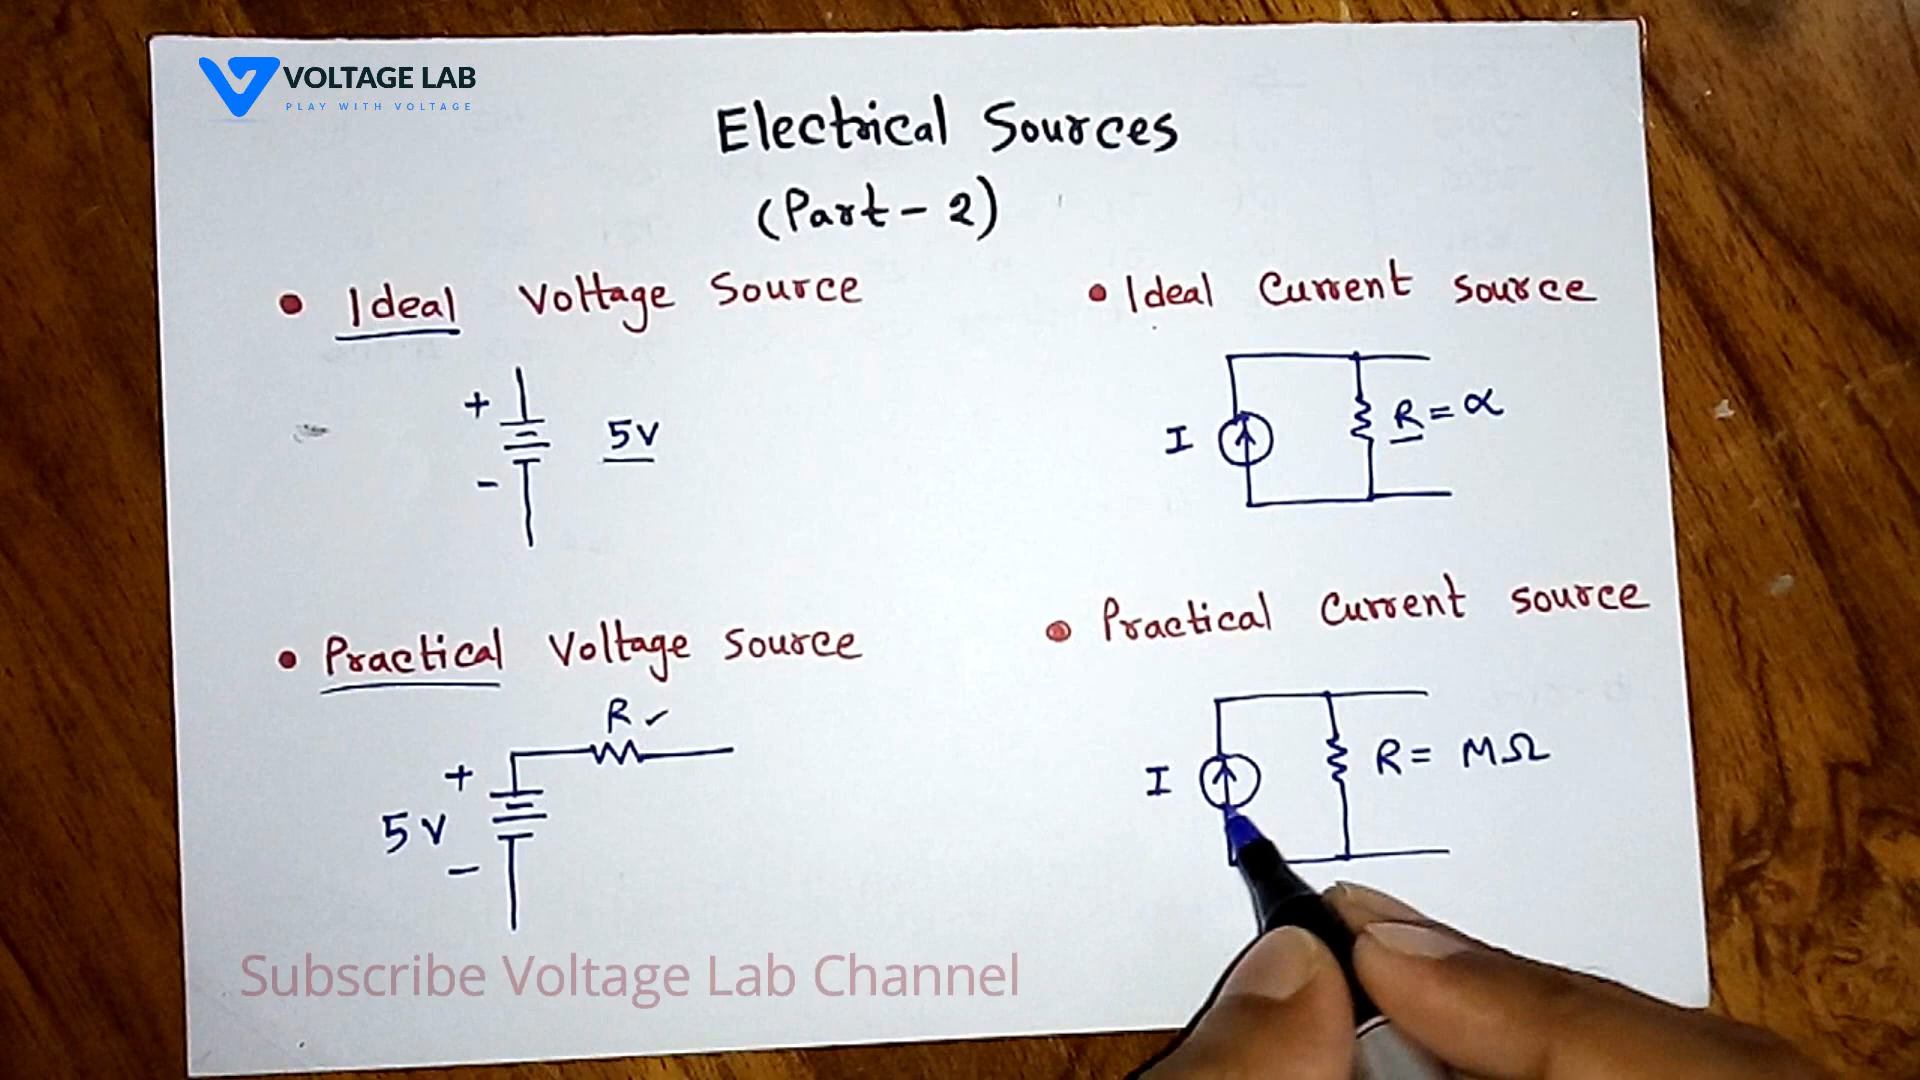 VOLTAGE LAB
PLAY WITH VOLTAGE
Electrical Sources
(Part-2)
• Ideal Voltage Source
+
5V
-
• Ideal Current source
I
R = α
• Practical Voltage Source
R ✓
+
5V
-
• Practical Current source
I
R = MΩ
Subscribe Voltage Lab Channel